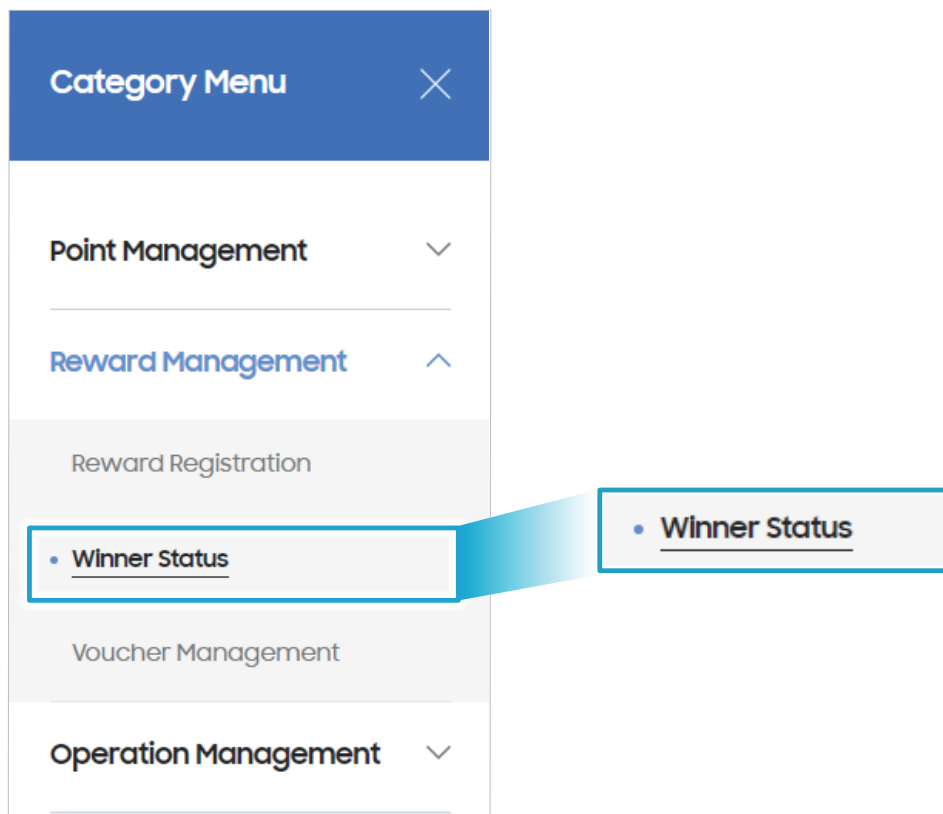 Category Menu
Point Management
Reward Management
Reward Registration
Winner Status
Winner Status
Voucher Management
Operation Management